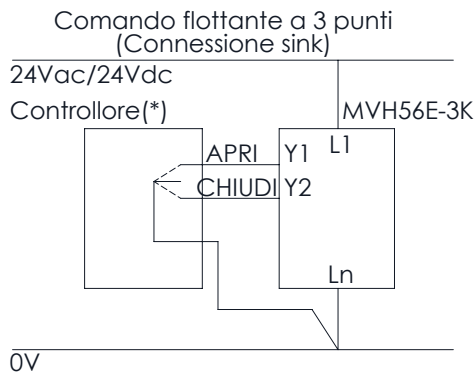 Comando flottante a 3 punti
(Connessione sink)
24Vac/24Vdc
Controllore(*)
MVH56E-3K
APRI
Y1
L1
CHIUDI
Y2
Ln
0V